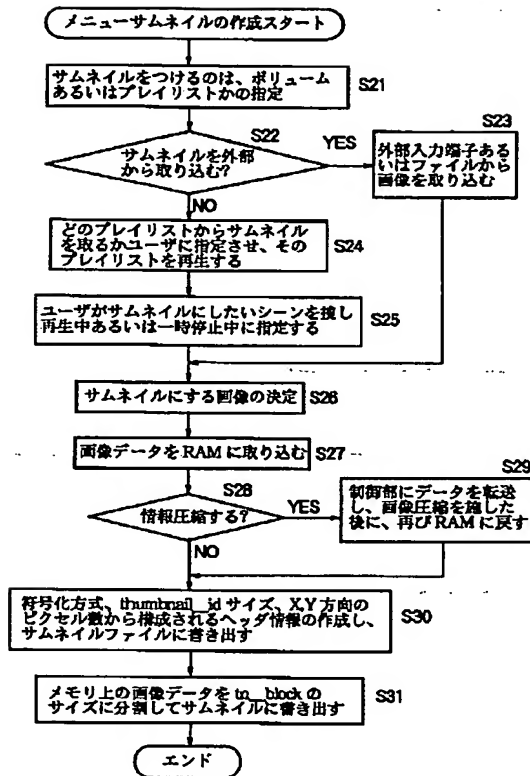 メニューサムネイルの作成スタート
サムネイルをつけるのは、ボリューム
あるいはプレイリストかの指定
S21
S22
サムネイルを外部
から取り込む?
YES
S23
外部入力端子ある
いはファイルから
画像を取り込む
NO
どのプレイリストからサムネイル
を取るかユーザに指定させ、その
プレイリストを再生する
S24
ユーザがサムネイルにしたいシーンを捜し
再生中あるいは一時停止中に指定する
S25
サムネイルにする画像の決定
S26
画像データをRAMに取り込む
S27
S28
情報圧縮する?
YES
S29
制御部にデータを転送
し、画像圧縮を施した
後に、再びRAMに戻す
NO
符号化方式、thumbnail_idサイズ、X,Y方向の
ピクセル数から構成されるヘッダ情報の作成し、
サムネイルファイルに書き出す
S30
メモリ上の画像データをtn_blockの
サイズに分割してサムネイルに書き出す
S31
エンド